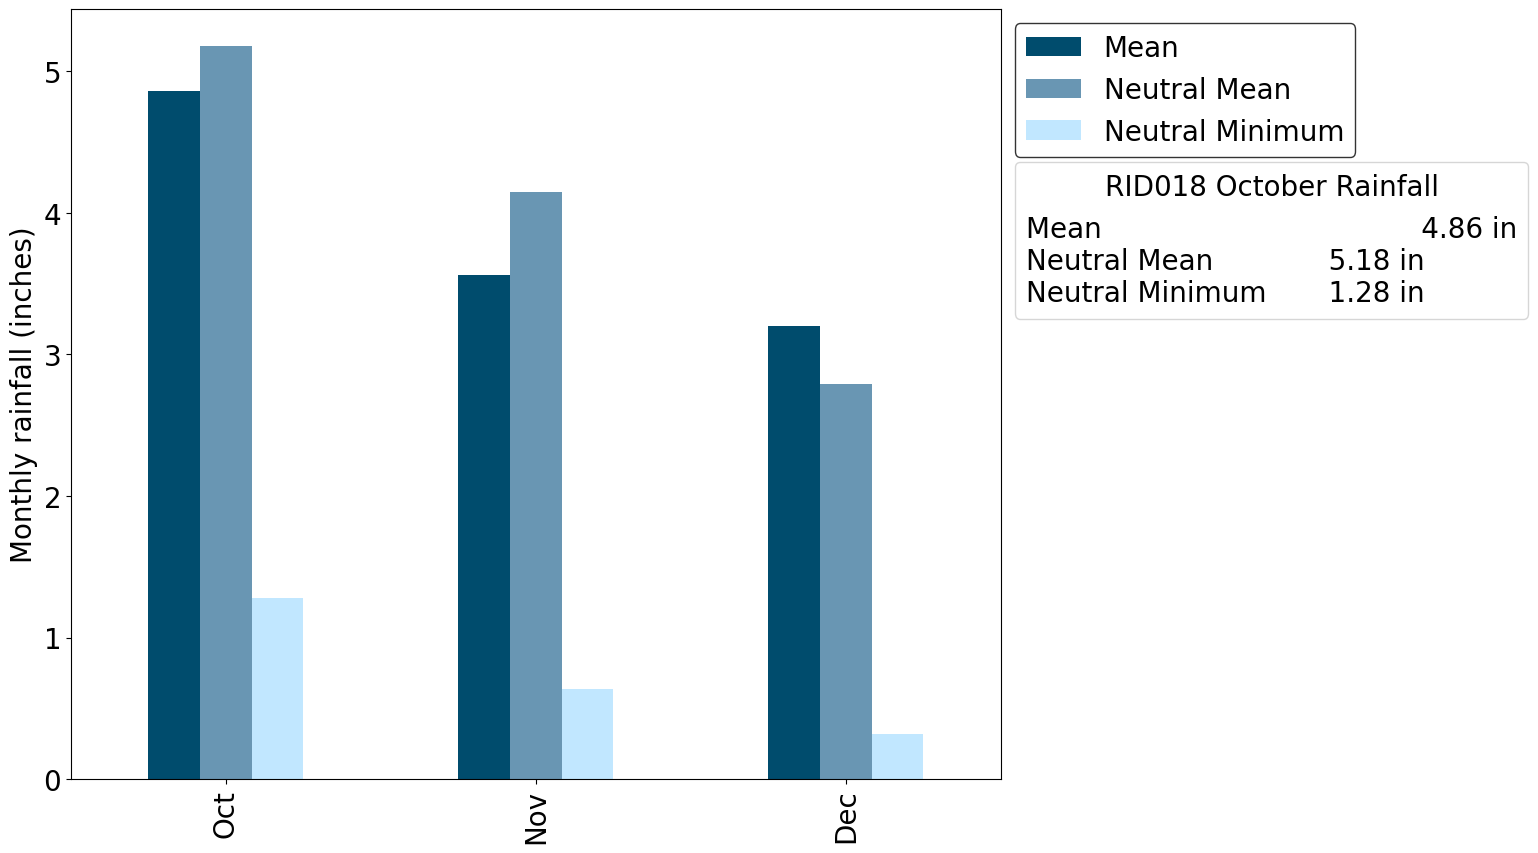 Monthly rainfall (inches)
5
4
3
2
1
0
Oct
Nov
Dec
Mean
Neutral Mean
Neutral Minimum
RID018 October Rainfall
Mean 4.86 in
Neutral Mean 5.18 in
Neutral Minimum 1.28 in